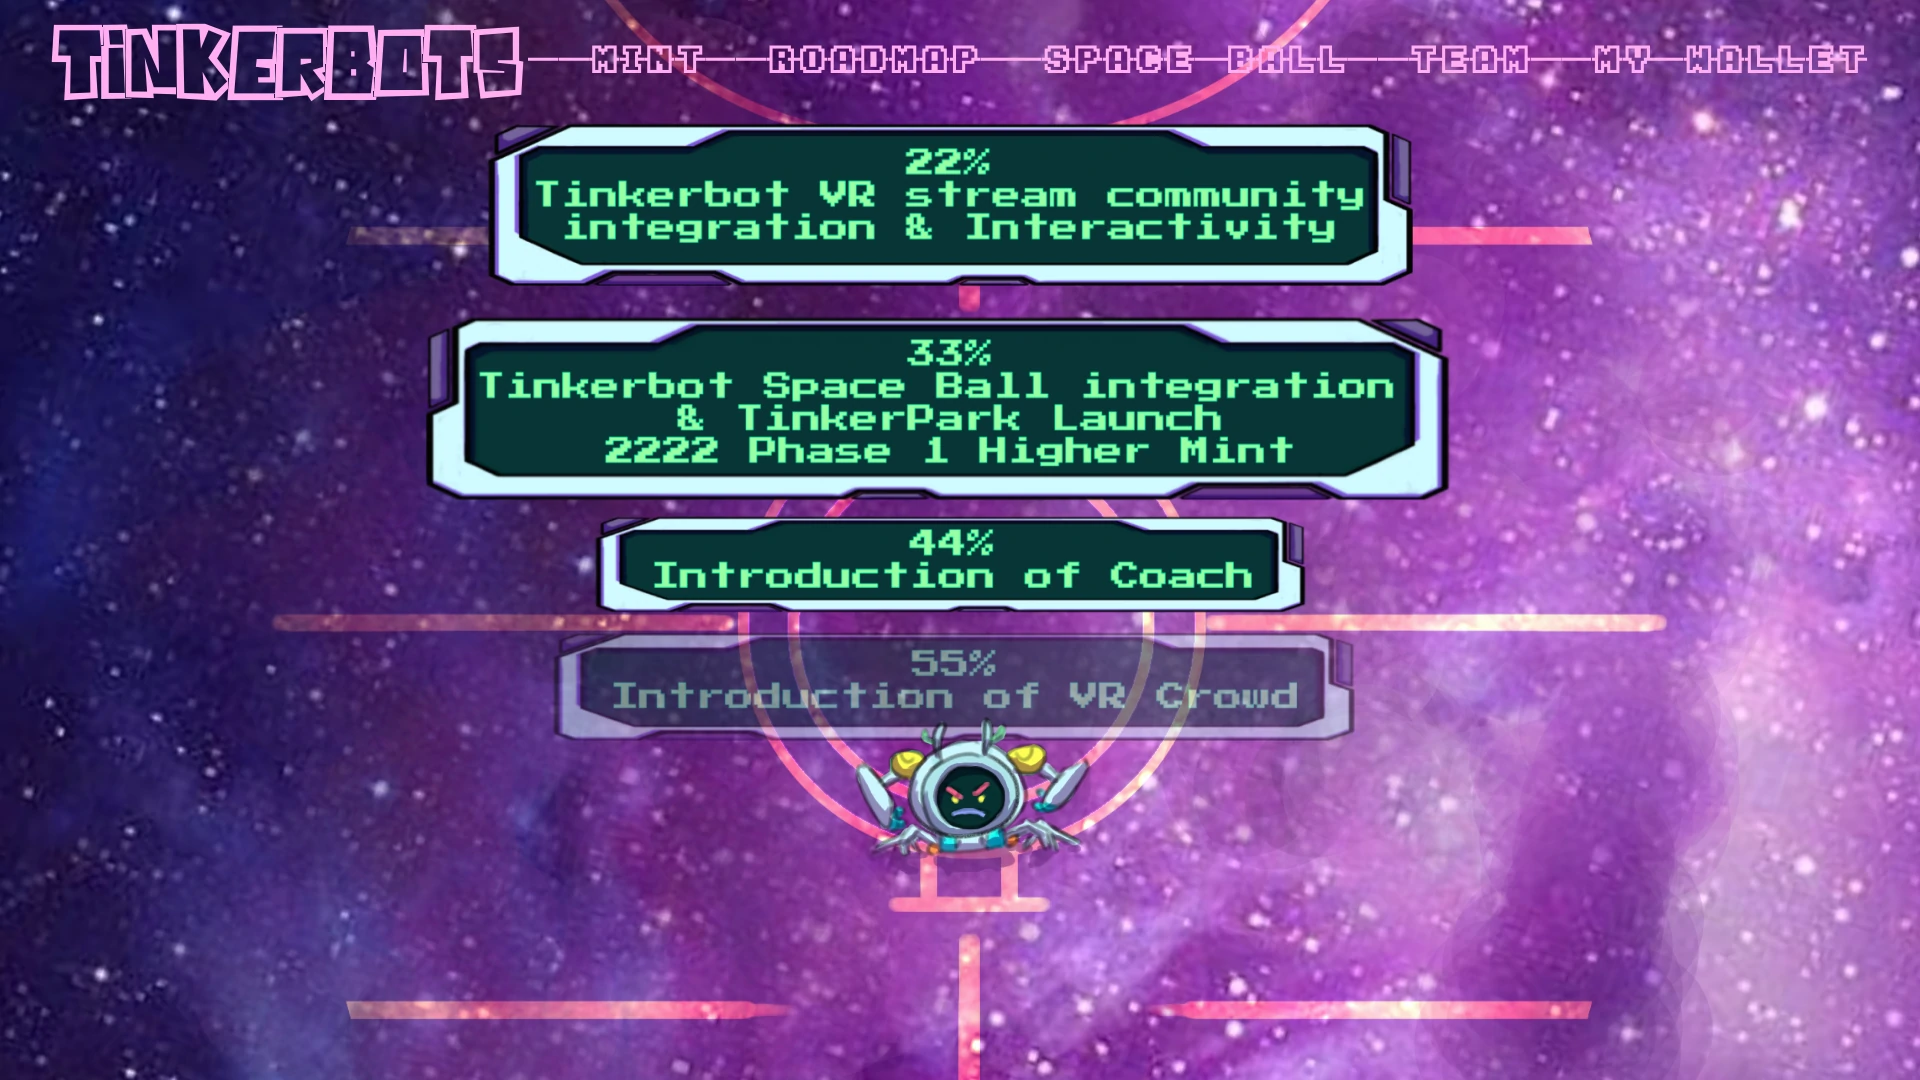 TiNKERBOTS
MINT ROADMAP SPACE BALL TEAM MY WALLET
22%
Tinkerbot VR stream community
integration & Interactivity
33%
Tinkerbot Space Ball integration
& TinkerPark Launch
2222 Phase 1 Higher Mint
44%
Introduction of Coach
55%
Introduction of VR Crowd